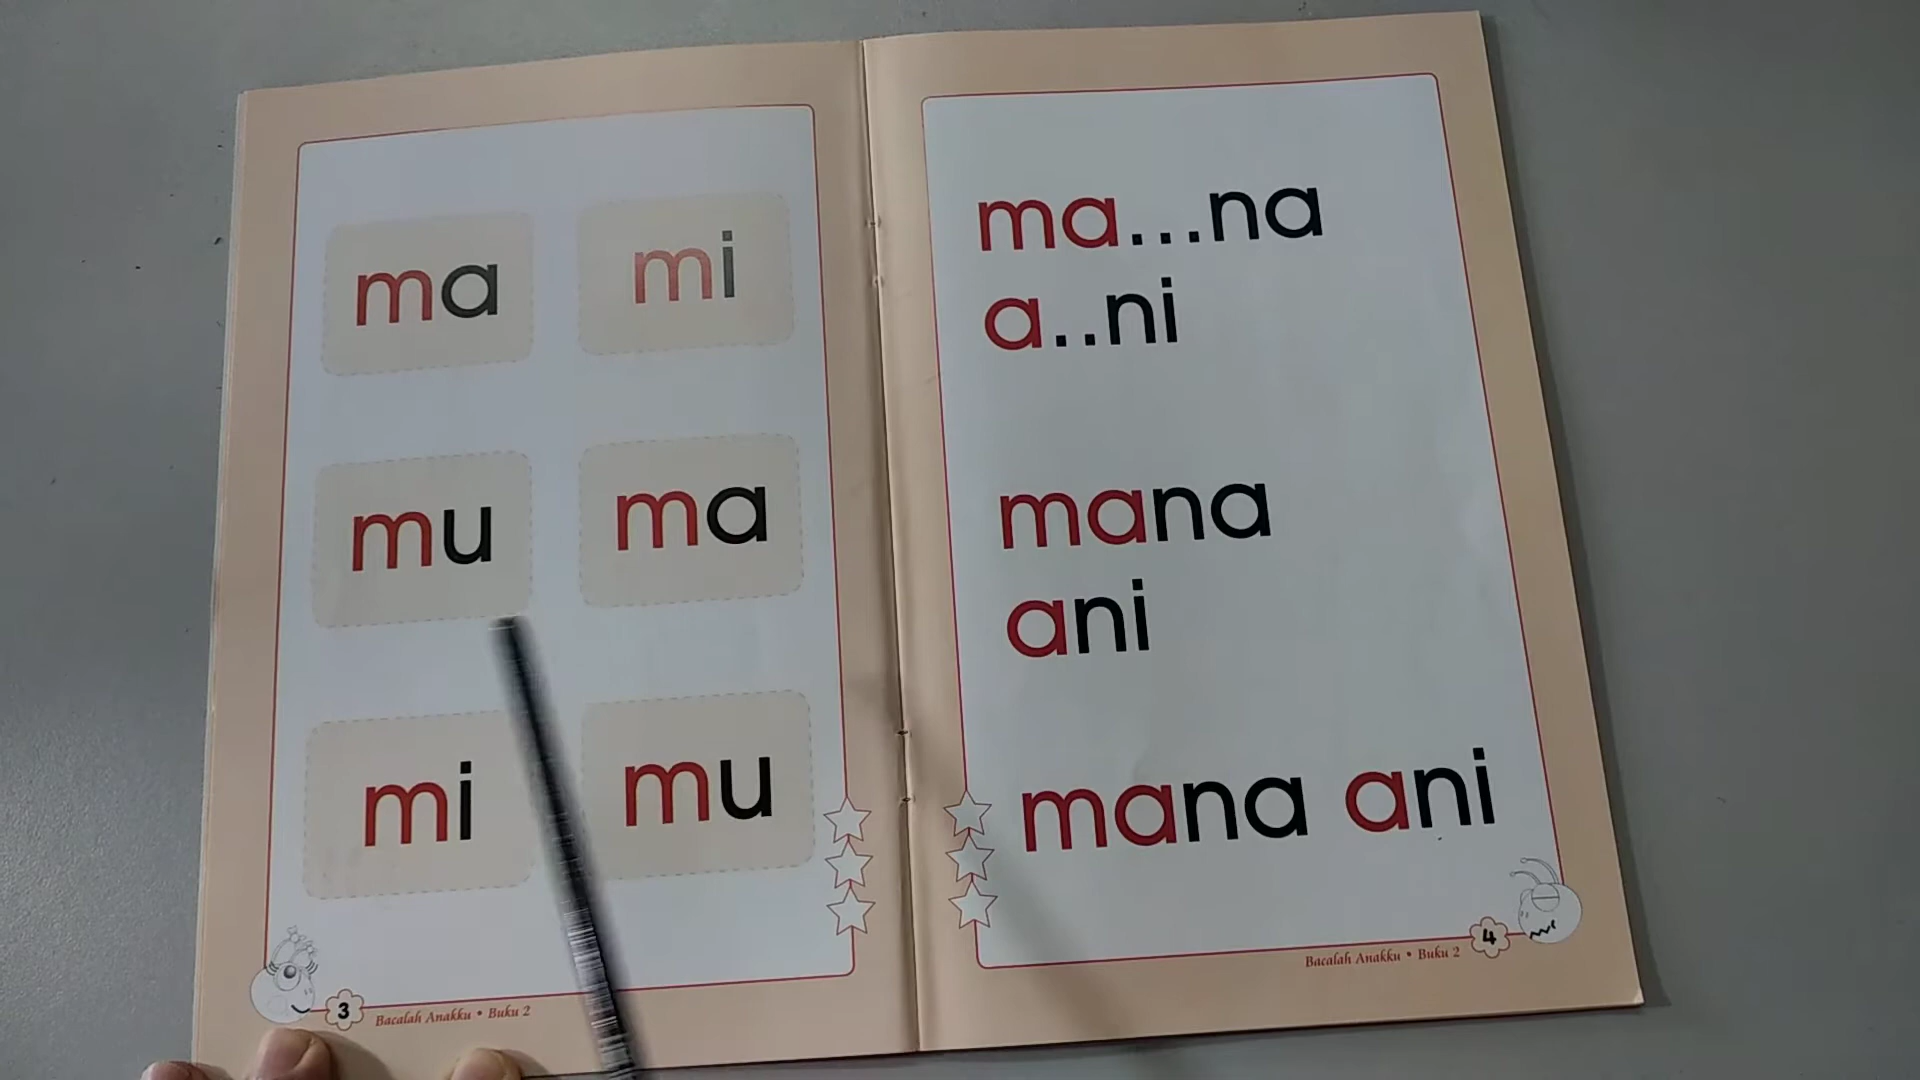 ma mi
mu ma
mi mu
3 Bacalah Anakku • Buku 2
ma...na
a..ni
mana
ani
mana ani
Bacalah Anakku • Buku 2 4